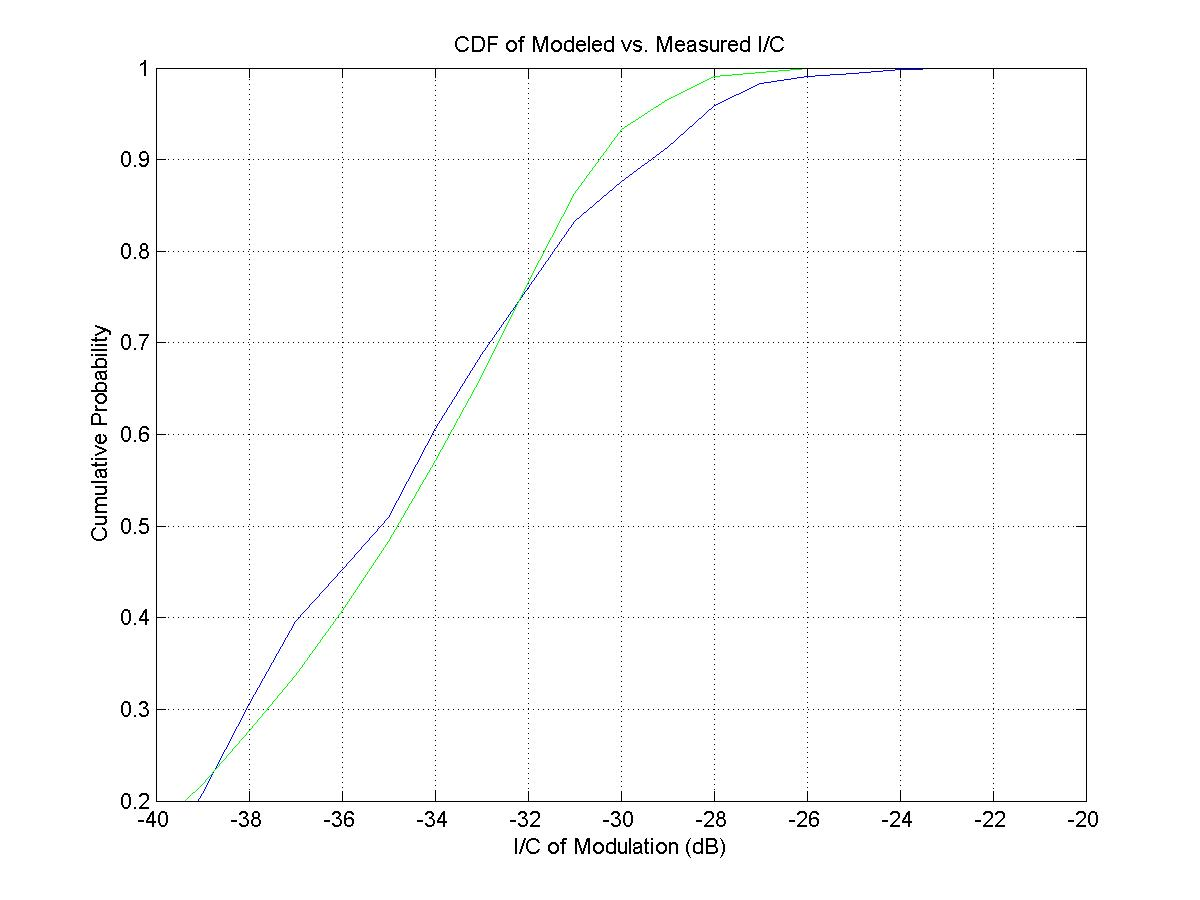 CDF of Modeled vs. Measured I/C
1
0.9
0.8
0.7
0.6
0.5
0.4
0.3
0.2
Cumulative Probability
-40 -38 -36 -34 -32 -30 -28 -26 -24 -22 -20
I/C of Modulation (dB)